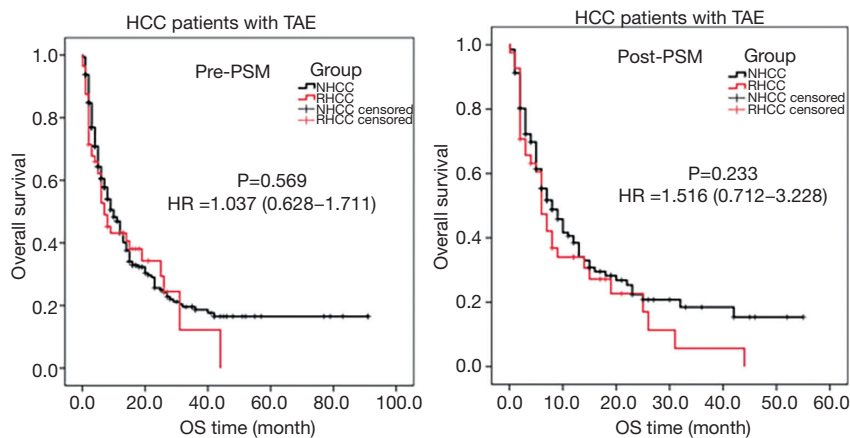 HCC patients with TAE
Pre-PSM
Group
NHCC
RHCC
NHCC censored
RHCC censored
P=0.569
HR =1.037 (0.628−1.711)
Overall survival
1.0
0.8
0.6
0.4
0.2
0.0
0.0 20.0 40.0 60.0 80.0 100.0
OS time (month)
HCC patients with TAE
Post-PSM
Group
NHCC
RHCC
NHCC censored
RHCC censored
P=0.233
HR =1.516 (0.712−3.228)
Overall survival
1.0
0.8
0.6
0.4
0.2
0.0
0.0 10.0 20.0 30.0 40.0 50.0 60.0
OS time (month)